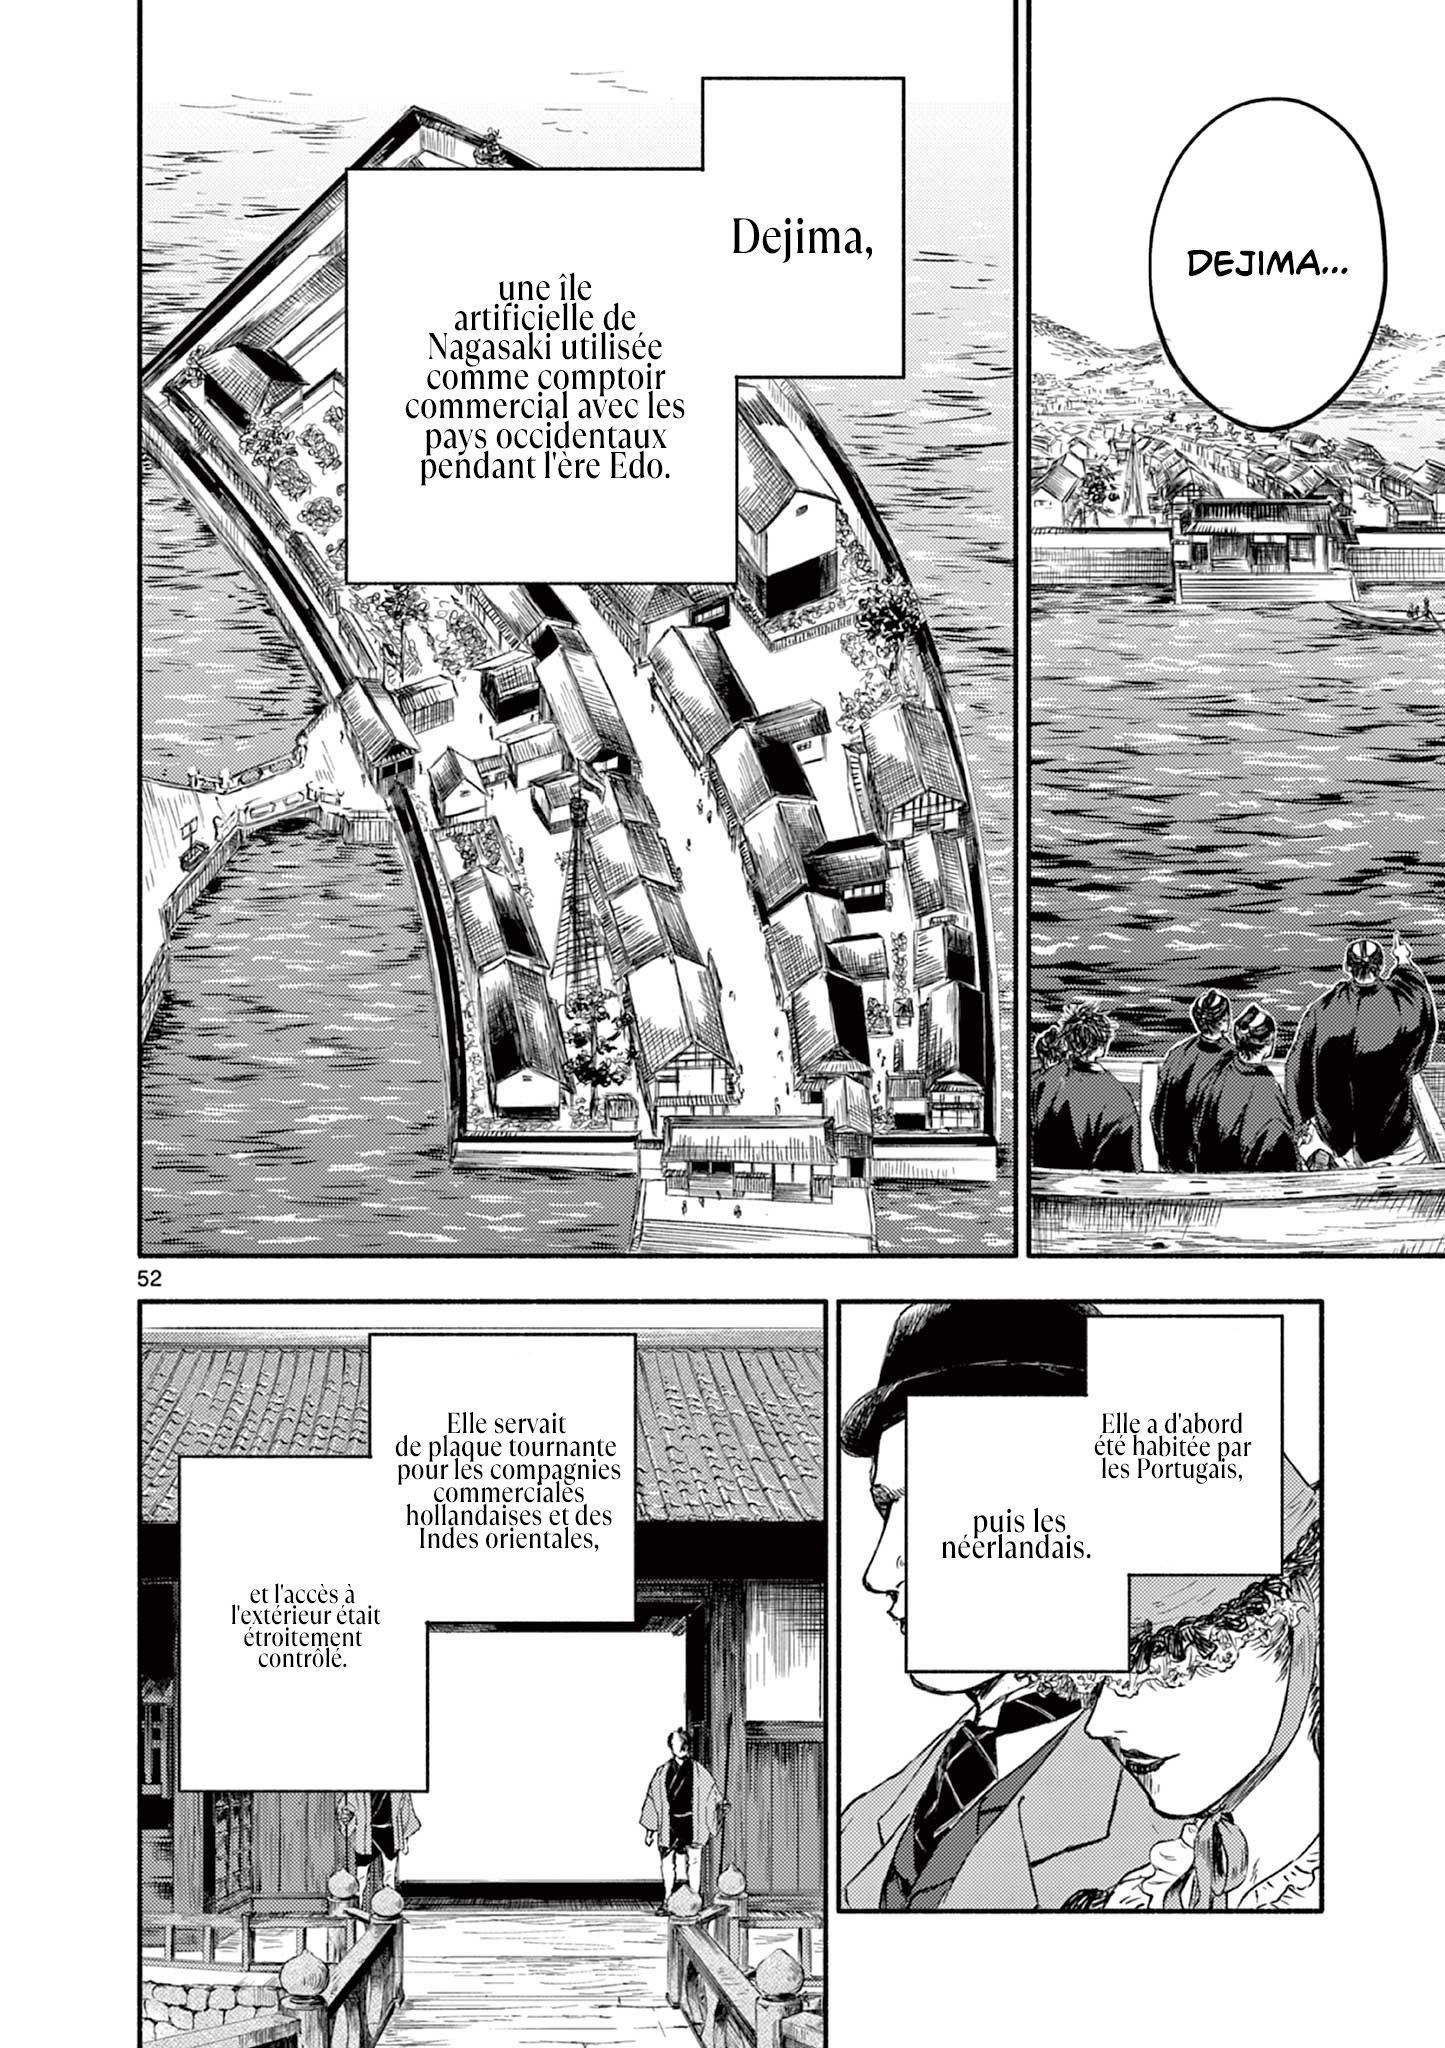 DEJIMA...
Dejima,
une île
artificielle de
Nagasaki utilisée
comme comptoir
commercial avec les
pays occidentaux
pendant l'ère Edo.
52
Elle a d'abord
été habitée par
les Portugais,
puis les
néerlandais.
Elle servait
de plaque tournante
pour les compagnies
commerciales
hollandaises et des
Indes orientales,
et l'accès à
l'extérieur était
étroitement
contrôlé.